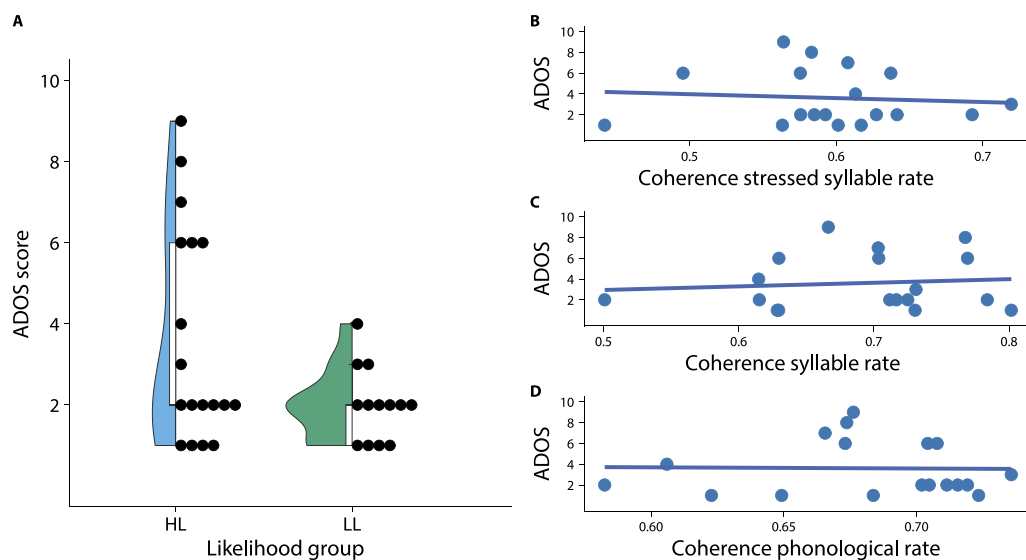 A
10
8
6
4
2
ADOS score
HL LL
Likelihood group
B
10
8
6
4
2
ADOS
0.5 0.6 0.7
Coherence stressed syllable rate
C
10
8
6
4
2
ADOS
0.5 0.6 0.7 0.8
Coherence syllable rate
D
10
8
6
4
2
ADOS
0.60 0.65 0.70
Coherence phonological rate